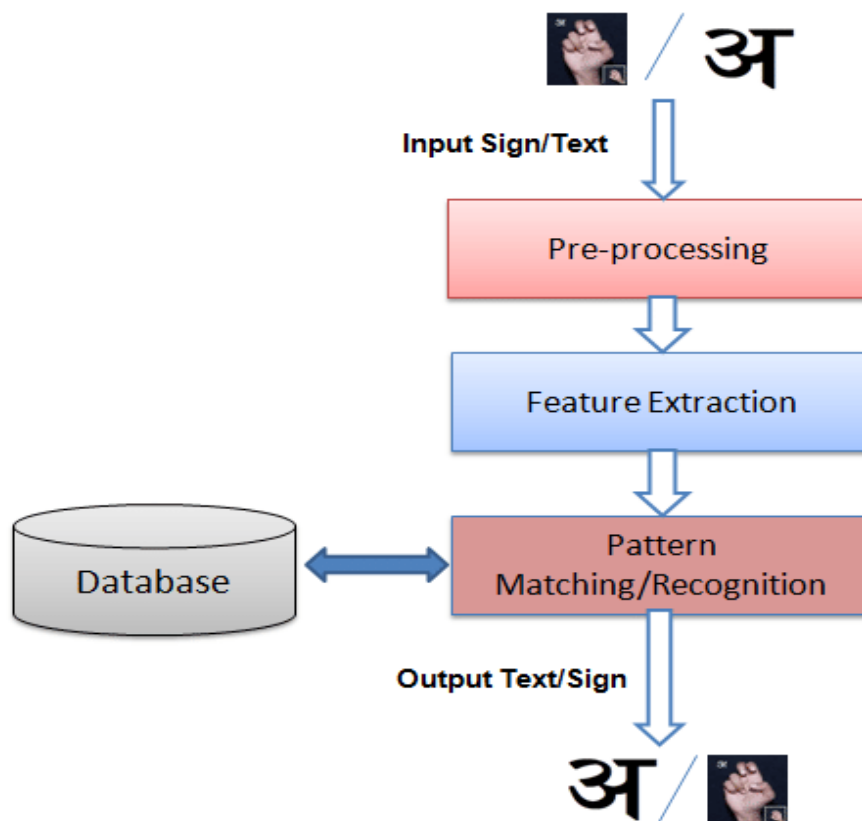 अ
अ
Input Sign/Text
Pre-processing
Feature Extraction
Pattern
Matching/Recognition
Database
Output Text/Sign
अ
अ